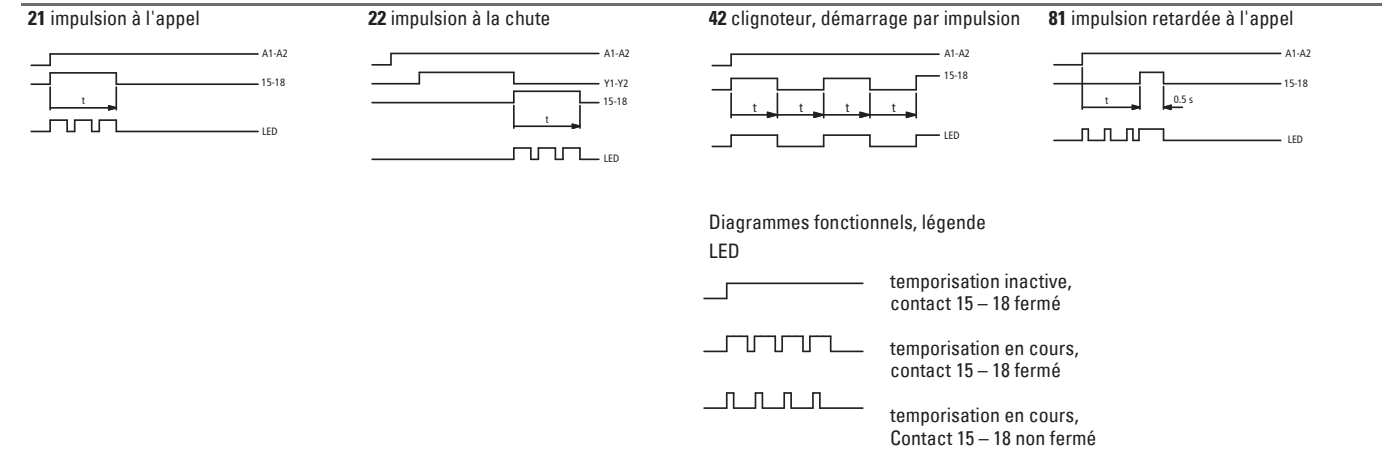 21 impulsion à l'appel
A1-A2
15-18
t
LED
22 impulsion à la chute
A1-A2
Y1-Y2
15-18
t
LED
42 clignoteur, démarrage par impulsion
A1-A2
15-18
t t t t
LED
81 impulsion retardée à l'appel
A1-A2
15-18
t 0.5 s
LED
Diagrammes fonctionnels, légende
LED
temporisation inactive,
contact 15 – 18 fermé
temporisation en cours,
contact 15 – 18 fermé
temporisation en cours,
Contact 15 – 18 non fermé